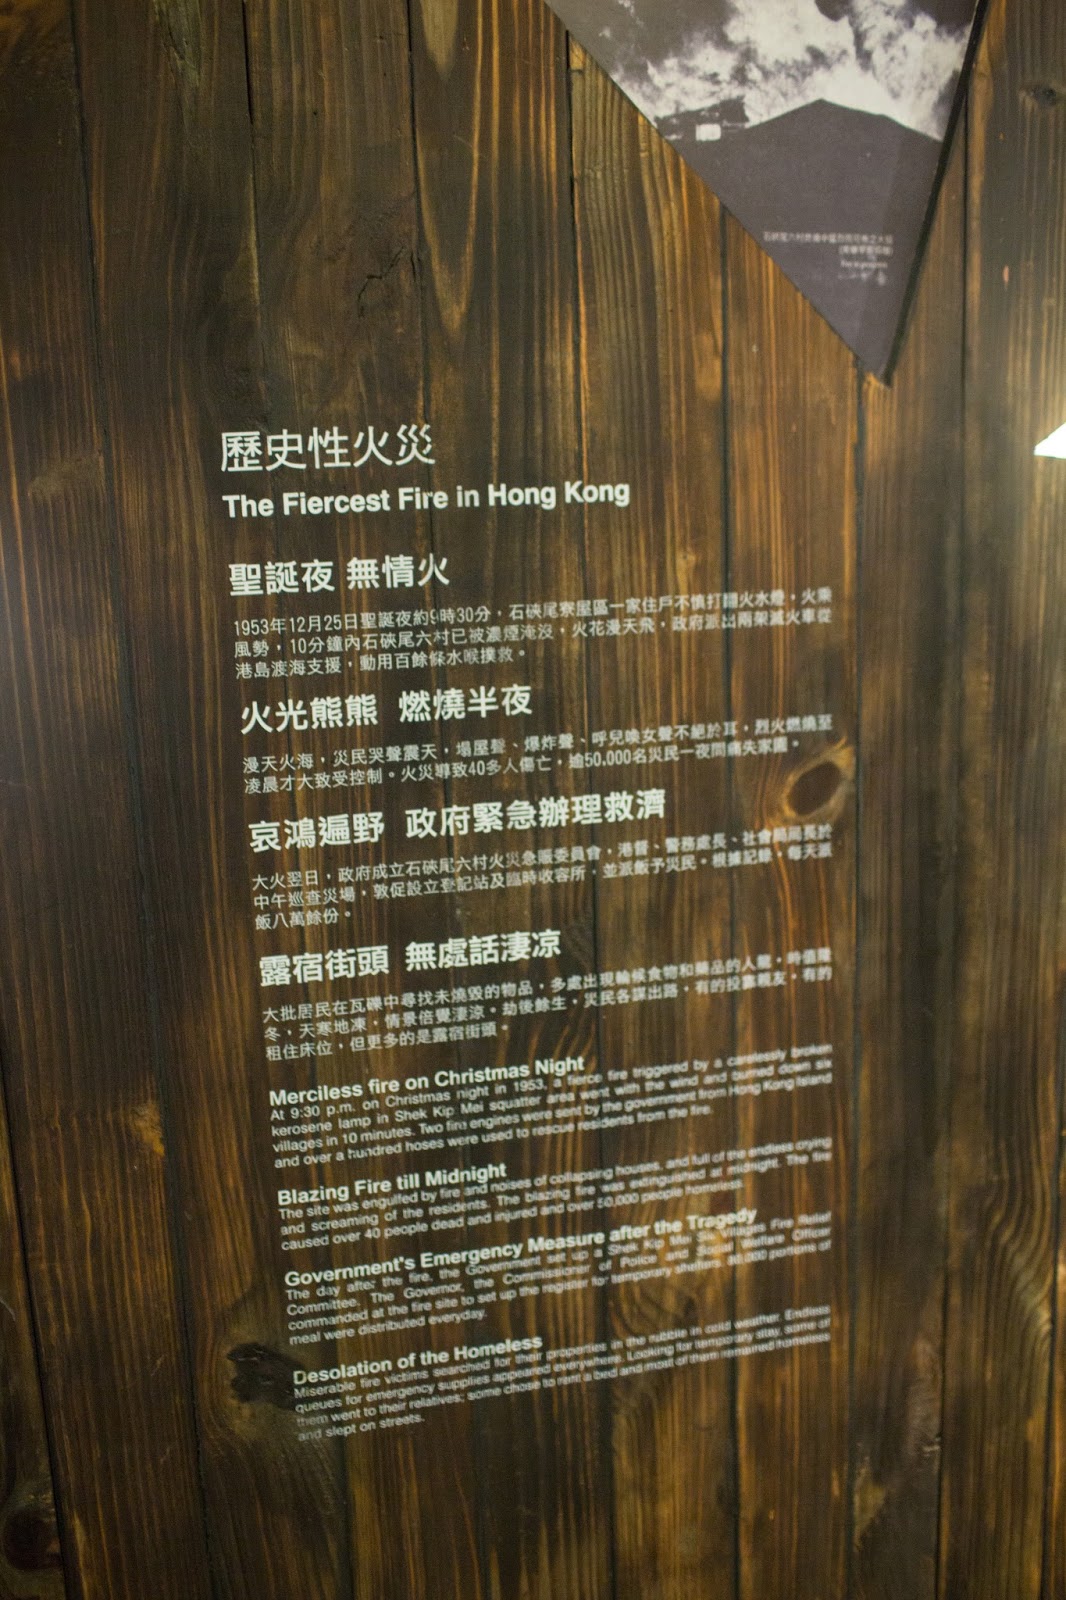 石硤尾六村
Fire in progress
歷史性火災
The Fiercest Fire in Hong Kong
聖誕夜 無情火
1953年12月25日聖誕夜約9時30分，石硤尾寮屋區一家住戶不慎打翻火水燈，火乘
風勢，10分鐘內石硤尾六村已被濃煙淹沒，火花漫天飛，政府派出兩架滅火車從
港島渡海支援，動用百餘條水喉撲救。
火光熊熊 燃燒半夜
漫天火海，災民哭聲震天，塌屋聲、爆炸聲、呼兒喚女聲不絕於耳，烈火燃燒至
凌晨才大致受控制。火災導致40多人傷亡，逾50,000名災民一夜間痛失家園。
哀鴻遍野 政府緊急辦理救濟
大火翌日，政府成立石硤尾六村火災急賑委員會，港督、警務處長、社會局局長於
中午巡查災場，敦促設立登記站及臨時收容所，並派飯予災民。根據記錄，每天派
飯八萬餘份。
露宿街頭 無處話淒涼
大批居民在瓦礫中尋找未燒毀的物品，多處出現輪候食物和藥品的人龍，時值隆
冬，天寒地凍，情景倍覺淒涼。劫後餘生，災民各謀出路，有的投靠親友，有的
租住床位，但更多的是露宿街頭。
Merciless fire on Christmas Night
At 9:30 p.m. on Christmas night in 1953, a fierce fire triggered by a carelessly broken
kerosene lamp in Shek Kip Mei squatter area went with the wind and burned down six
villages in 10 minutes. Two fire engines were sent by the government from Hong Kong Island
and over a hundred hoses were used to rescue residents from the fire.
Blazing Fire till Midnight
The site was engulfed by fire and noises of collapsing houses, and full of the endless crying
and screaming of the residents. The blazing fire was extinguished at midnight. The fire
caused over 40 people dead and injured and over 50,000 people homeless.
Government's Emergency Measure after the Tragedy
The day after the fire, the Government set up a Shek Kip Mei Six Villages Fire Relief
Committee. The Governor, the Commissioner of Police and Social Welfare Officer
commanded at the fire site to set up the register for temporary shelters. 80,000 portions of
meal were distributed everyday.
Desolation of the Homeless
Miserable fire victims searched for their properties in the rubble in cold weather. Endless
queues for emergency supplies appeared everywhere. Looking for temporary stay, some of
them went to their relatives; some chose to rent a bed and most of them remained homeless
and slept on streets.